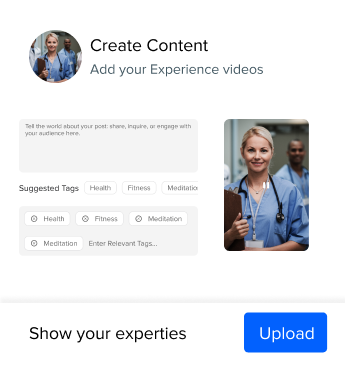 Create Content
Add your Experience videos
Tell the world about your post: share, inquire, or engage with
your audience here.
Suggested Tags Health Fitness Meditation
Health Fitness Meditation
Meditation Enter Relevant Tags...
Show your experties Upload